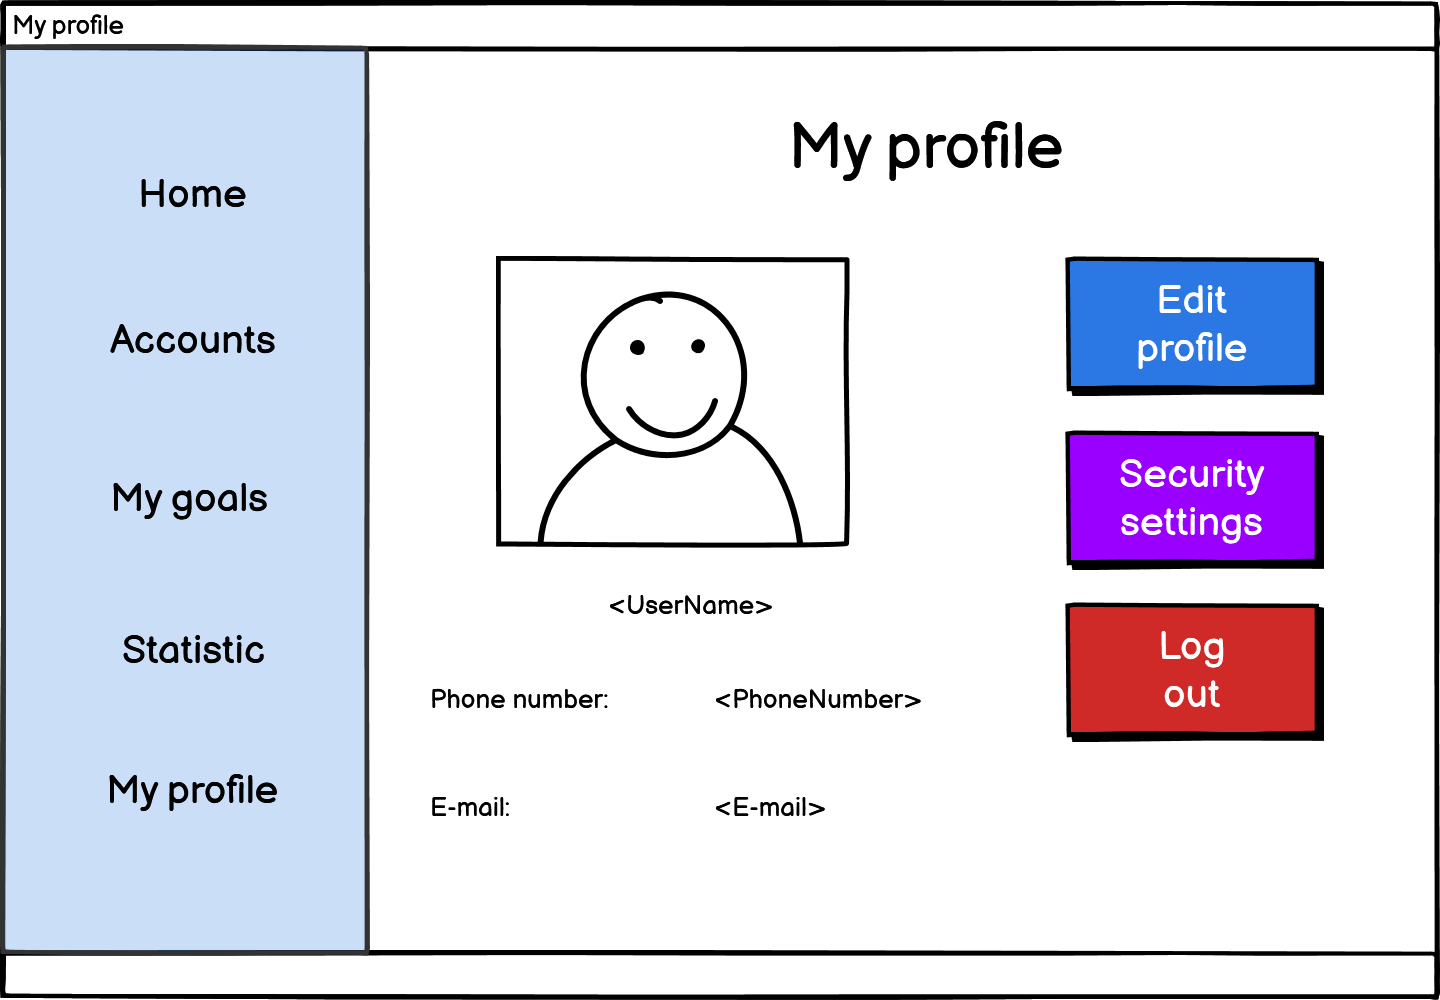 My profile
Home
Accounts
My goals
Statistic
My profile
My profile
Edit
profile
Security
settings
Log
out
<UserName>
Phone number: <PhoneNumber>
E-mail: <E-mail>